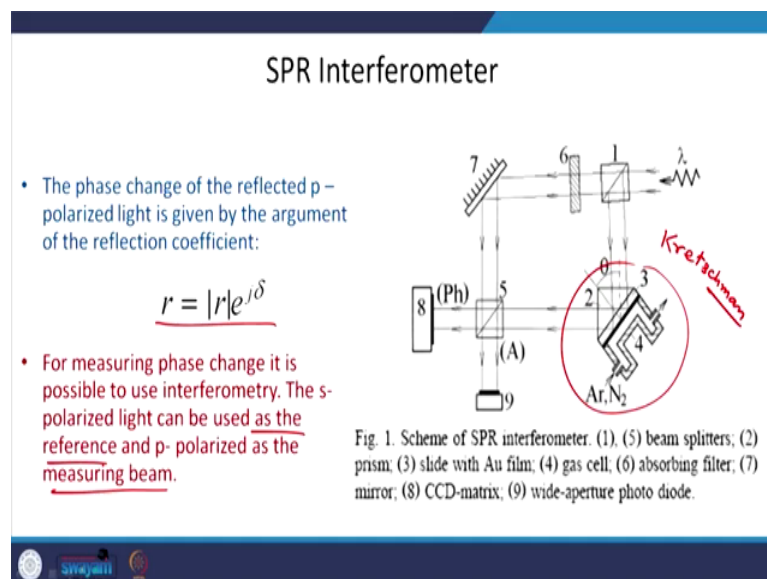 SPR Interferometer
• The phase change of the reflected p –
polarized light is given by the argument
of the reflection coefficient:
r = |r|e^{jδ}
• For measuring phase change it is
possible to use interferometry. The s-
polarized light can be used as the
reference and p- polarized as the
measuring beam.
7
6
1
λ
Kretschman
θ
3
(Ph)
5
2
8
4
(A)
9
Ar,N₂
Fig. 1. Scheme of SPR interferometer. (1), (5) beam splitters; (2)
prism; (3) slide with Au film; (4) gas cell; (6) absorbing filter; (7)
mirror; (8) CCD-matrix; (9) wide-aperture photo diode.
swayam